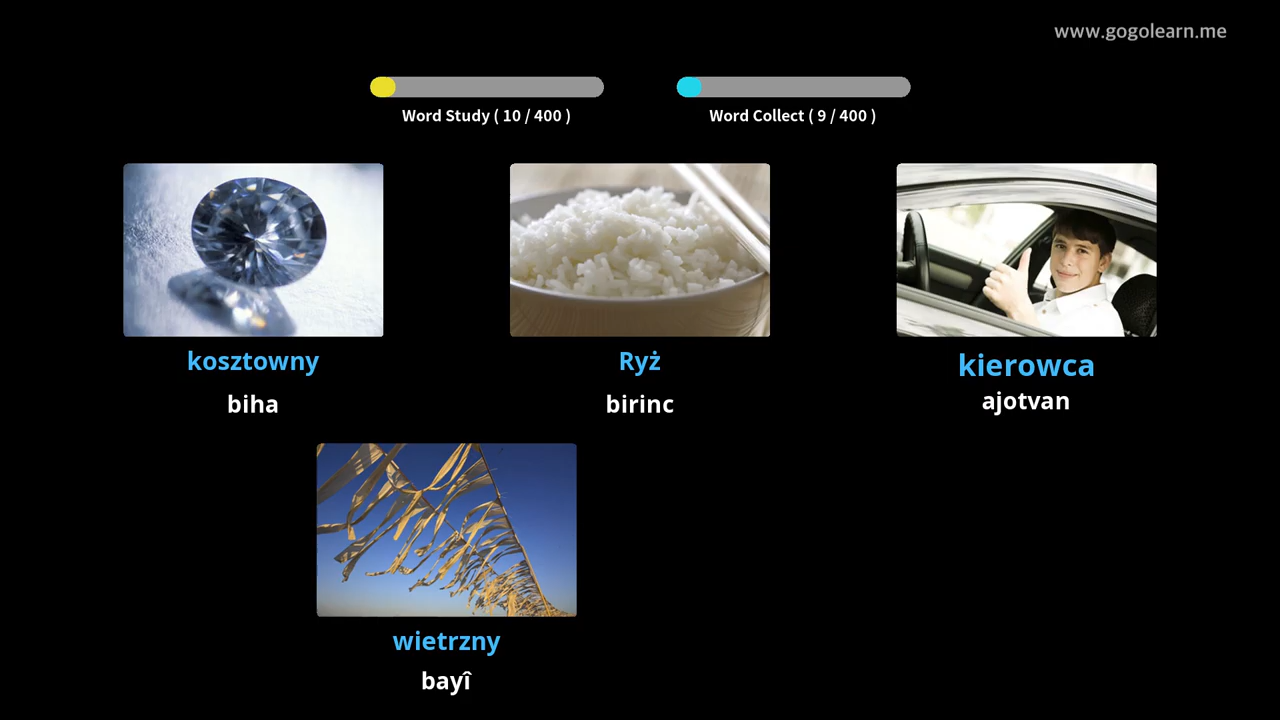 www.gogolearn.me
Word Study ( 10 / 400 )
Word Collect ( 9 / 400 )
kosztowny
biha
Ryż
birinc
kierowca
ajotvan
wietrzny
bayî